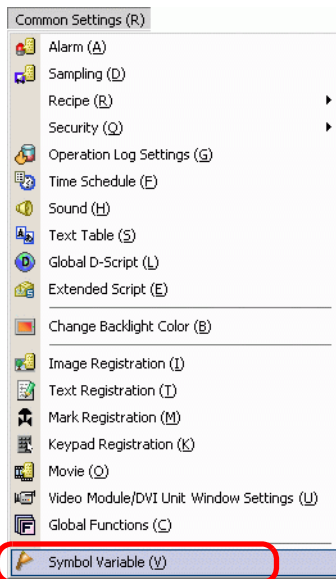 Common Settings (R)
Alarm (A)
Sampling (D)
Recipe (R)
Security (Q)
Operation Log Settings (G)
Time Schedule (F)
Sound (H)
Text Table (S)
Global D-Script (L)
Extended Script (E)
Change Backlight Color (B)
Image Registration (I)
Text Registration (T)
Mark Registration (M)
Keypad Registration (K)
Movie (O)
Video Module/DVI Unit Window Settings (U)
Global Functions (C)
Symbol Variable (V)